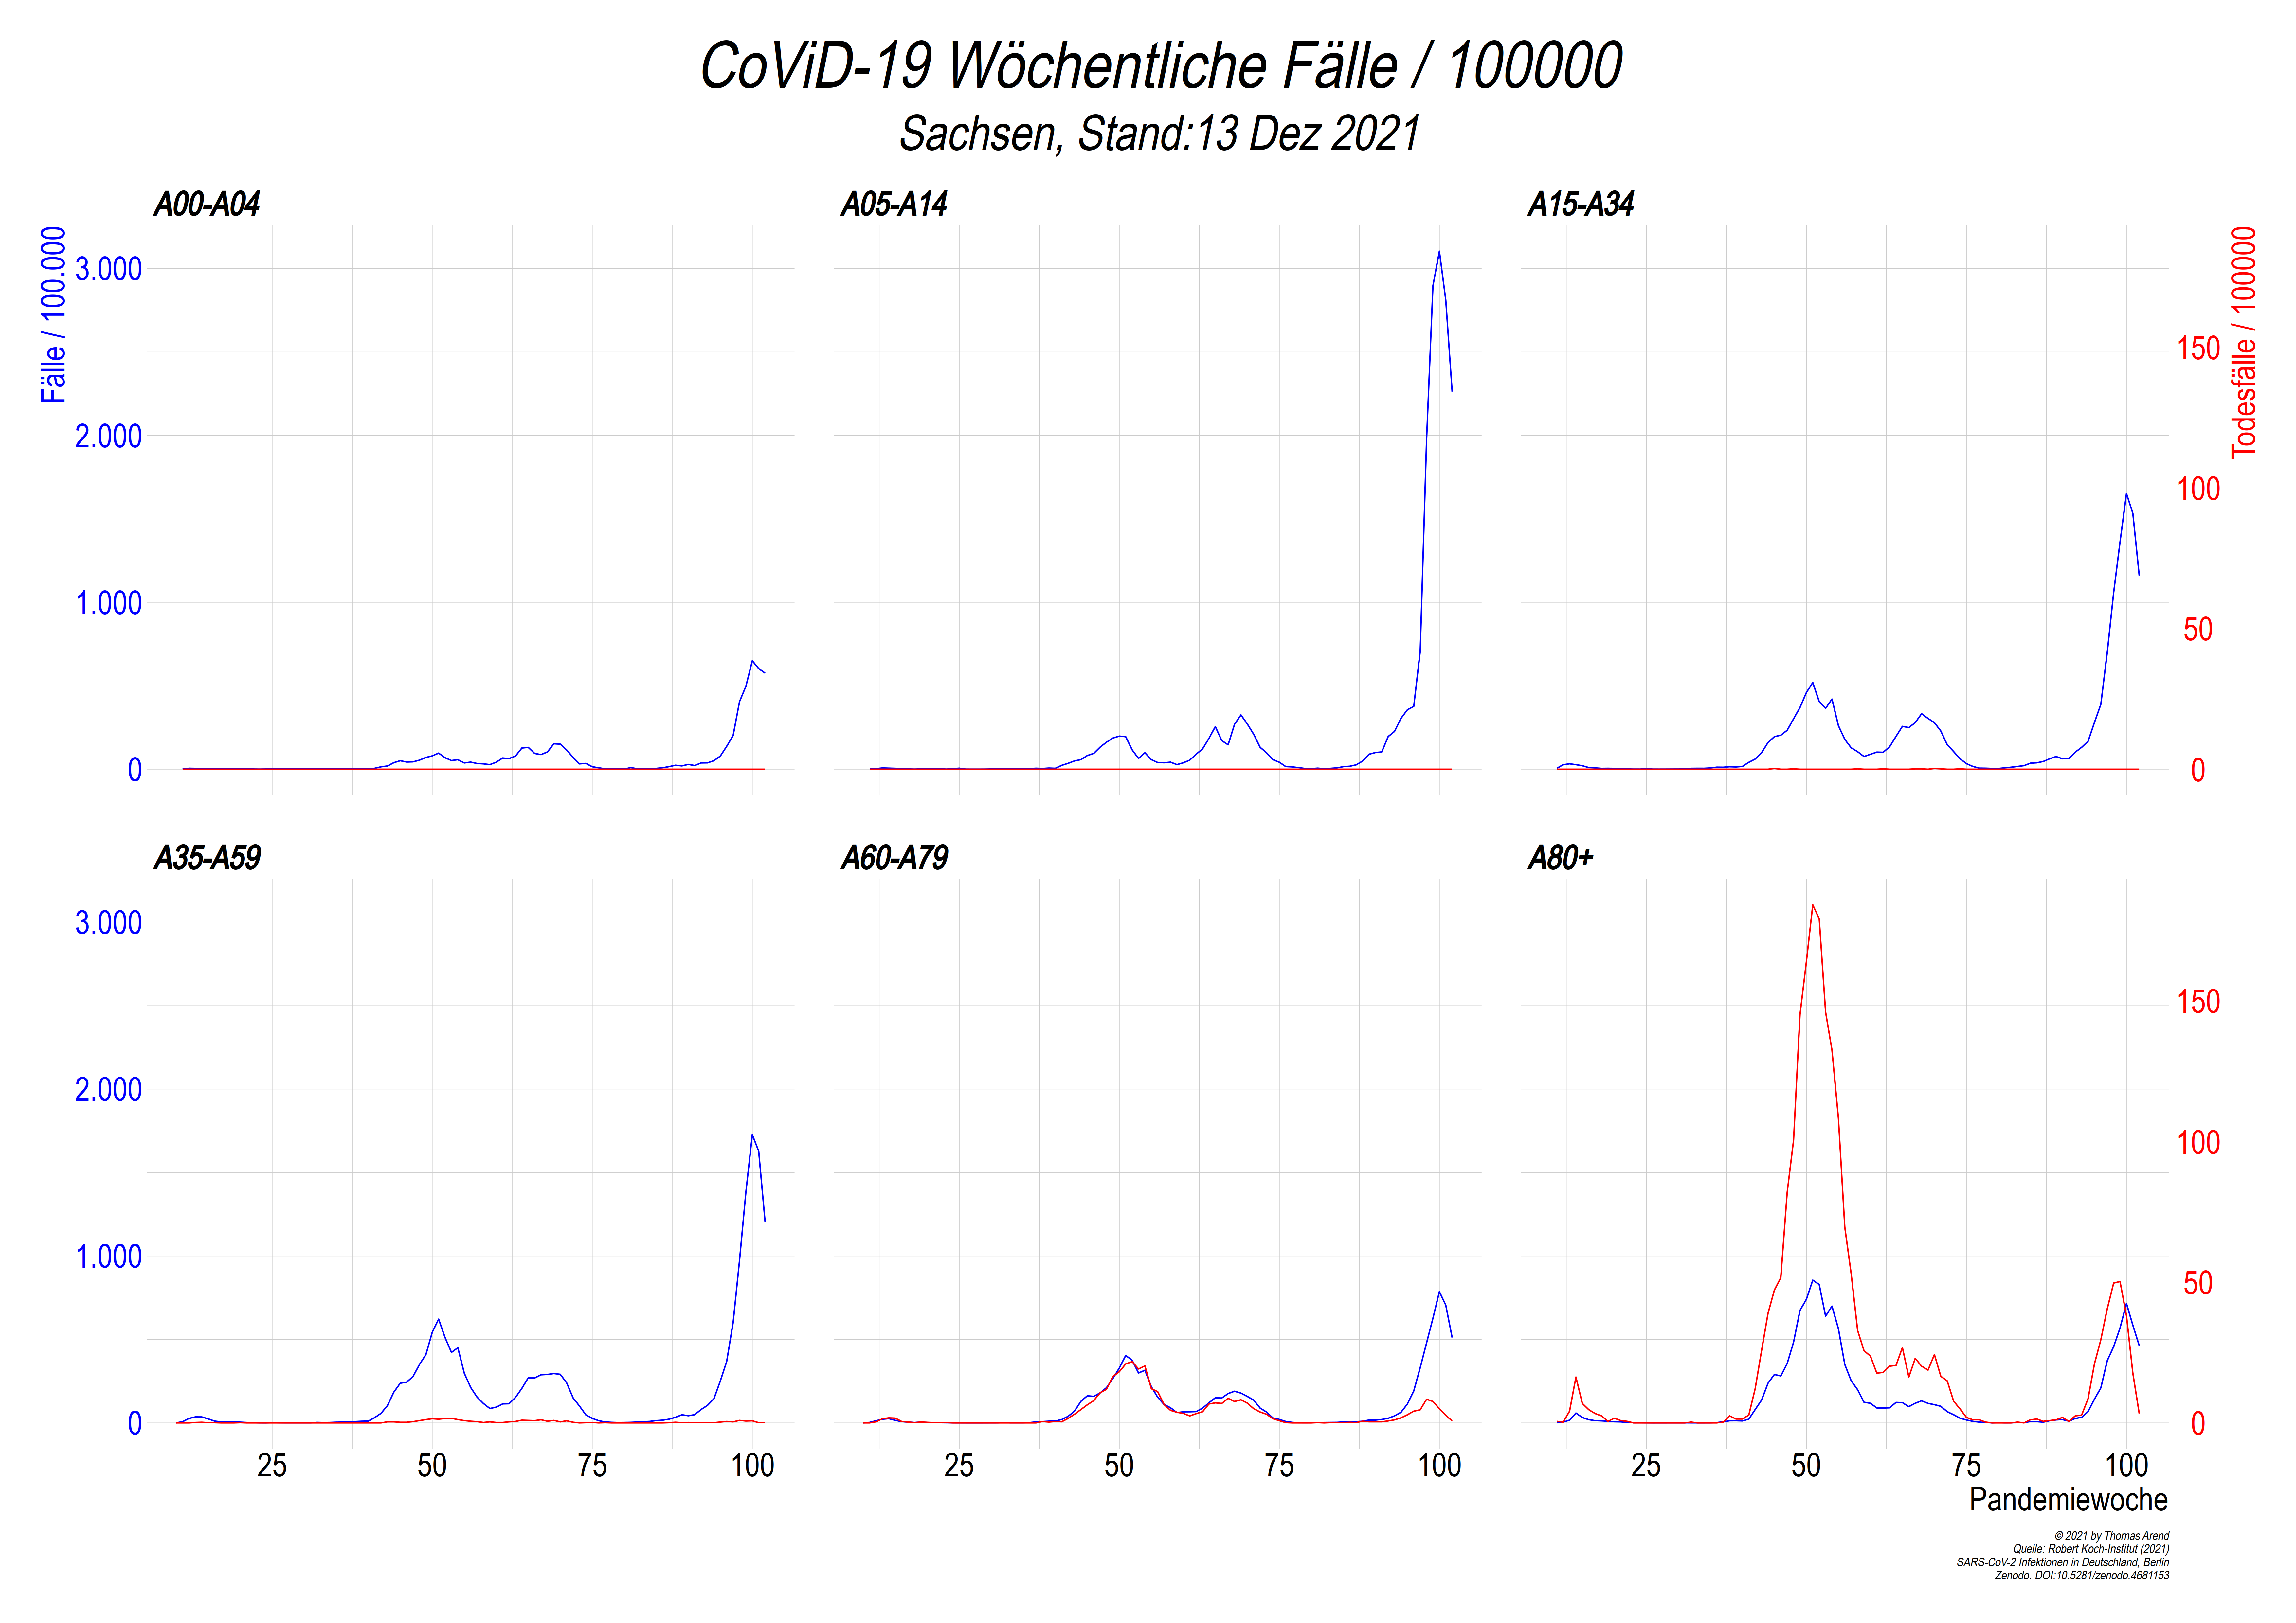 CoViD-19 Wöchentliche Fälle / 100000
Sachsen, Stand:13 Dez 2021
A00-A04
A05-A14
A15-A34
Fälle / 100.000
3.000
2.000
1.000
0
Todesfälle / 100000
150
100
50
0
A35-A59
A60-A79
A80+
3.000
2.000
1.000
0
150
100
50
0
25 50 75 100
25 50 75 100
25 50 75 100
Pandemiewoche
© 2021 by Thomas Arend
Quelle: Robert Koch-Institut (2021)
SARS-CoV-2 Infektionen in Deutschland, Berlin
Zenodo. DOI:10.5281/zenodo.4681153